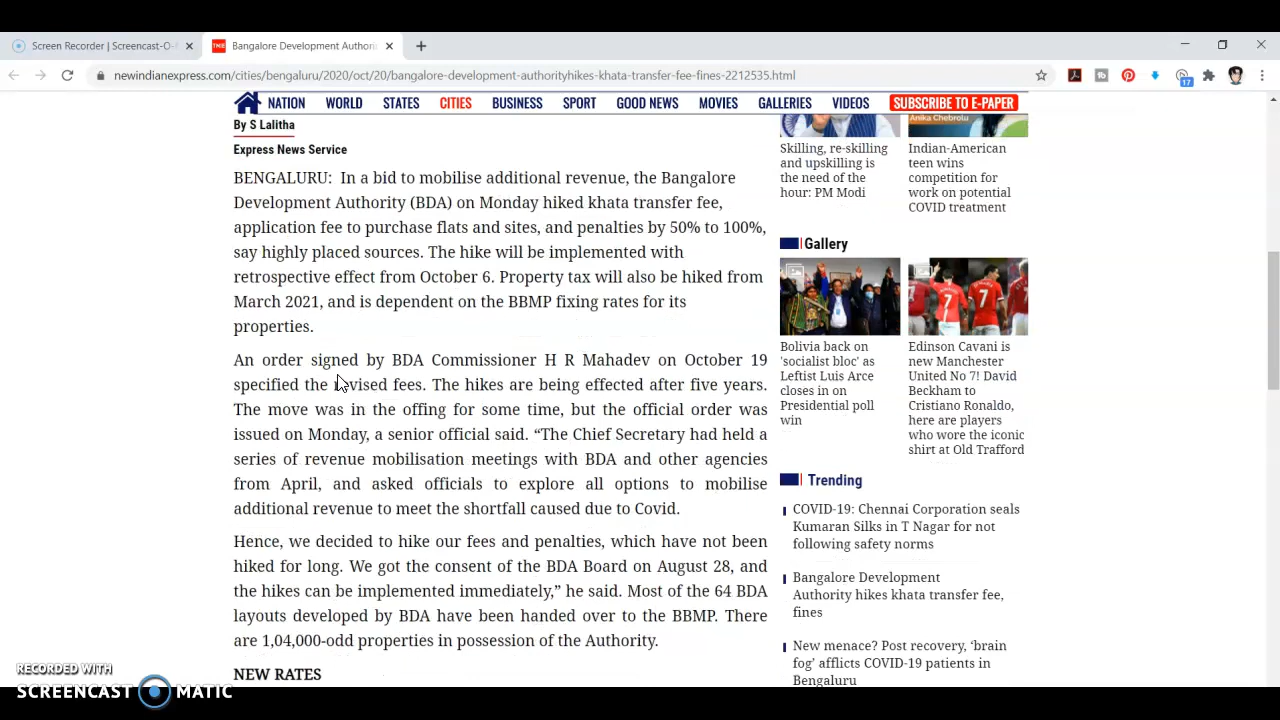 Screen Recorder | Screencast-O-
Bangalore Development Authori
newindianexpress.com/cities/bengaluru/2020/oct/20/bangalore-development-authorityhikes-khata-transfer-fee-fines-2212535.html
17
NATION WORLD STATES CITIES BUSINESS SPORT GOOD NEWS MOVIES GALLERIES VIDEOS SUBSCRIBE TO E-PAPER
By S Lalitha
Express News Service
BENGALURU: In a bid to mobilise additional revenue, the Bangalore
Development Authority (BDA) on Monday hiked khata transfer fee,
application fee to purchase flats and sites, and penalties by 50% to 100%,
say highly placed sources. The hike will be implemented with
retrospective effect from October 6. Property tax will also be hiked from
March 2021, and is dependent on the BBMP fixing rates for its
properties.
An order signed by BDA Commissioner H R Mahadev on October 19
specified the revised fees. The hikes are being effected after five years.
The move was in the offing for some time, but the official order was
issued on Monday, a senior official said. “The Chief Secretary had held a
series of revenue mobilisation meetings with BDA and other agencies
from April, and asked officials to explore all options to mobilise
additional revenue to meet the shortfall caused due to Covid.
Hence, we decided to hike our fees and penalties, which have not been
hiked for long. We got the consent of the BDA Board on August 28, and
the hikes can be implemented immediately,” he said. Most of the 64 BDA
layouts developed by BDA have been handed over to the BBMP. There
are 1,04,000-odd properties in possession of the Authority.
NEW RATES
Anika Chebrolu
Skilling, re-skilling
and upskilling is
the need of the
hour: PM Modi
Indian-American
teen wins
competition for
work on potential
COVID treatment
Gallery
Bolivia back on
'socialist bloc' as
Leftist Luis Arce
closes in on
Presidential poll
win
Edinson Cavani is
new Manchester
United No 7! David
Beckham to
Cristiano Ronaldo,
here are players
who wore the iconic
shirt at Old Trafford
Trending
COVID-19: Chennai Corporation seals
Kumaran Silks in T Nagar for not
following safety norms
Bangalore Development
Authority hikes khata transfer fee,
fines
New menace? Post recovery, ‘brain
fog’ afflicts COVID-19 patients in
Bengaluru
RECORDED WITH
SCREENCAST MATIC